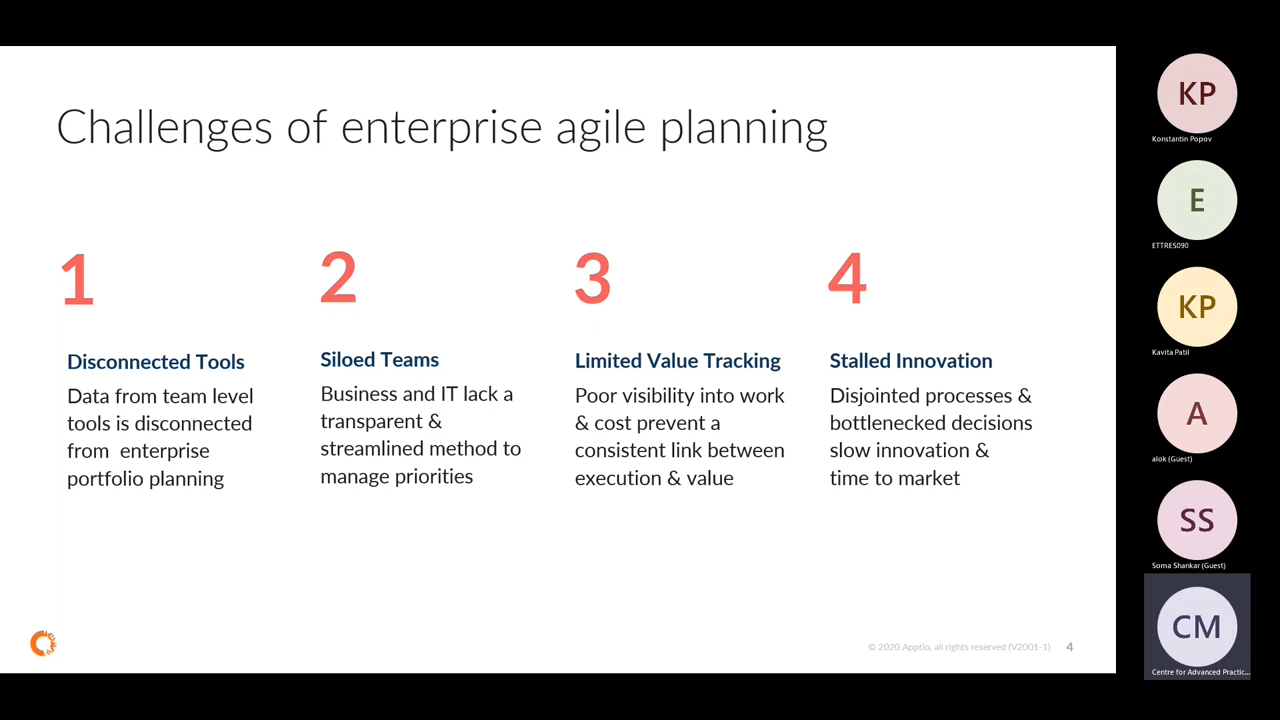 Challenges of enterprise agile planning
1
Disconnected Tools
Data from team level
tools is disconnected
from enterprise
portfolio planning
2
Siloed Teams
Business and IT lack a
transparent &
streamlined method to
manage priorities
3
Limited Value Tracking
Poor visibility into work
& cost prevent a
consistent link between
execution & value
4
Stalled Innovation
Disjointed processes &
bottlenecked decisions
slow innovation &
time to market
© 2020 Apptio, all rights reserved (V2001-1) 4
KP
Konstantin Popov
E
ETTRES090
KP
Kavita Patil
A
alok (Guest)
SS
Soma Shankar (Guest)
CM
Centre for Advanced Practic...